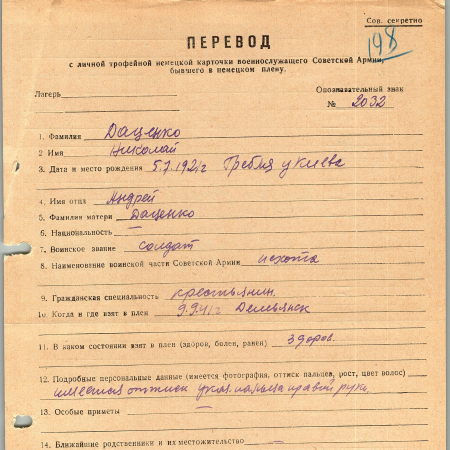 Сов. секретно
198
ПЕРЕВОД
с личной трофейной немецкой карточки военнослужащего Советской Армии,
бывшего в немецком плену.
Лагерь
Опознавательный знак
№ 2032
1. Фамилия Даценко
2 Имя Николай
3. Дата и место рождения 5.7.1921г Гребля у Киева
4. Имя отца Андрей
5. Фамилия матери Даценко
6. Национальность —
7. Воинское звание солдат
8. Наименование воинской части Советской Армии пехота
9. Гражданская специальность крестьянин.
10. Когда и где взят в плен 9.9.41г Демьянск
11. В каком состоянии взят в плен (здоров, болен, ранен) здоров.
12. Подробные персональные данные (имеется фотография, оттиск пальцев, рост, цвет волос)
имеется оттиск указ. пальца правой руки.
13. Особые приметы —
14. Ближайшие родственники и их местожительство —